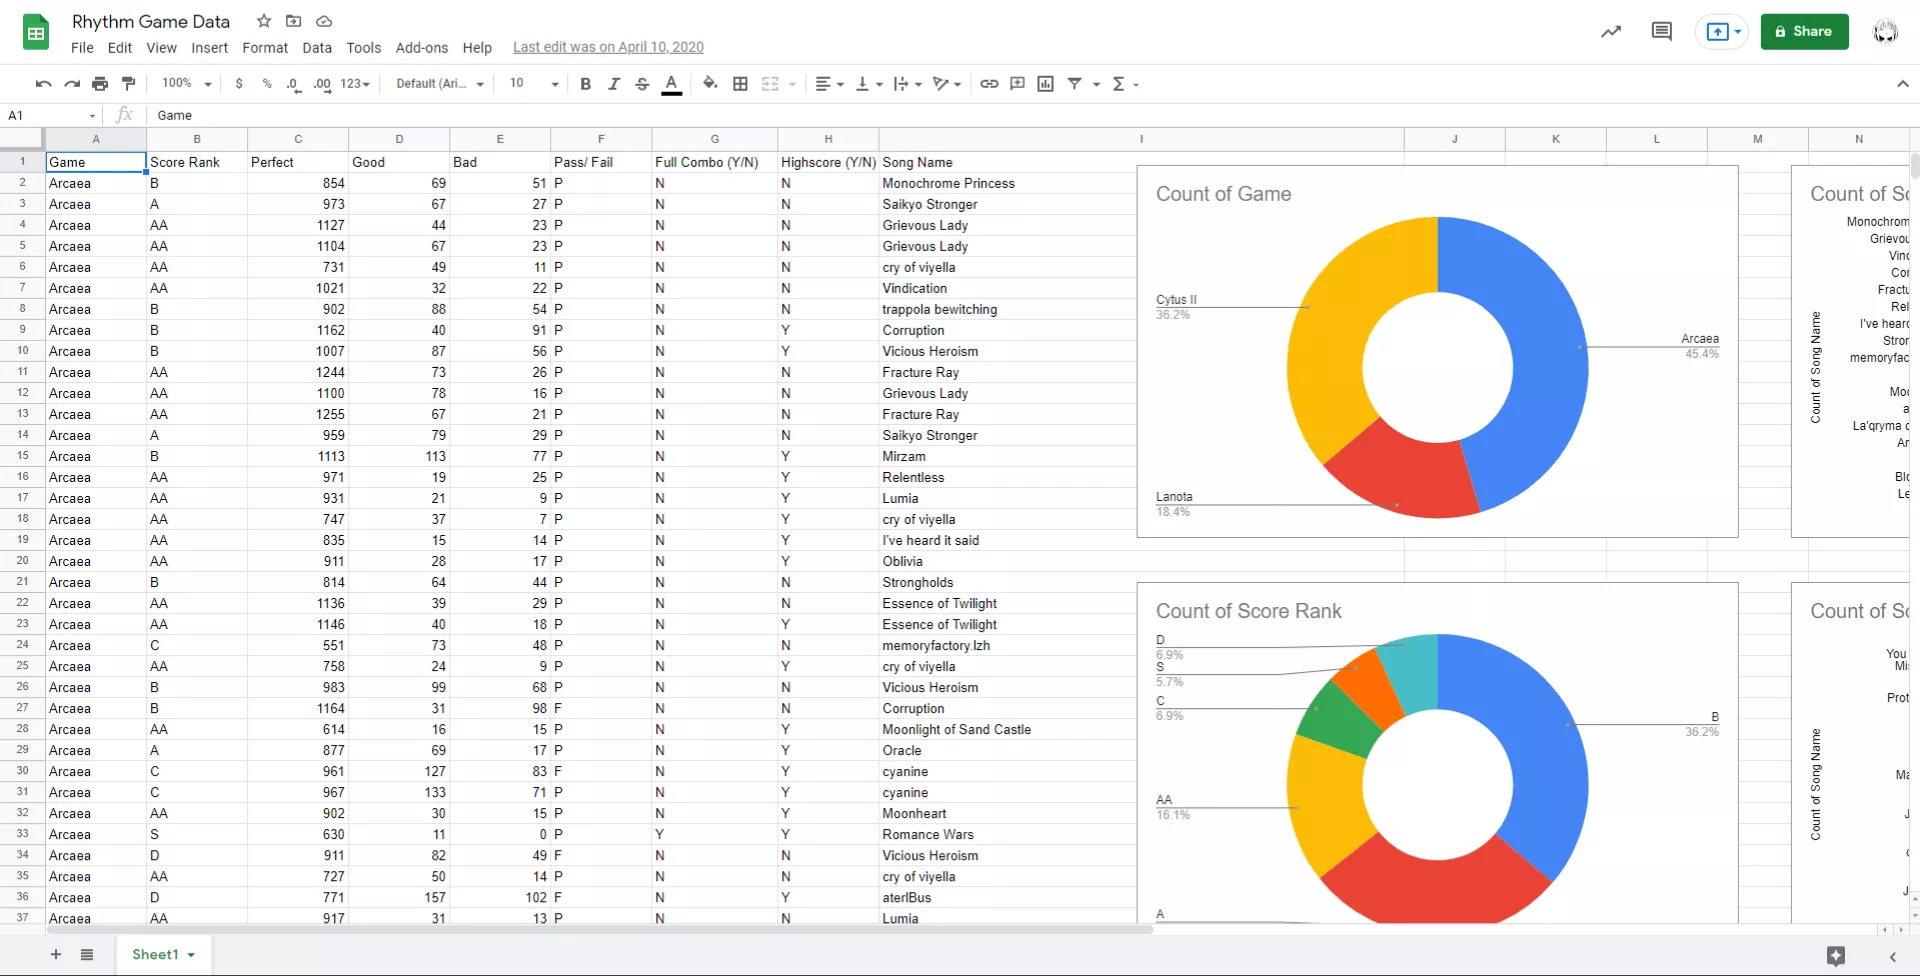 Rhythm Game Data
File Edit View Insert Format Data Tools Add-ons Help Last edit was on April 10, 2020
Share
100% $ % .0 .00 123 Default (Ari... 10 B I S A
A1 fx Game
A B C D E F G H I J K L M N
1 Game Score Rank Perfect Good Bad Pass/ Fail Full Combo (Y/N) Highscore (Y/N) Song Name
2 Arcaea B 854 69 51 P N N Monochrome Princess
3 Arcaea A 973 67 27 P N N Saikyo Stronger
4 Arcaea AA 1127 44 23 P N N Grievous Lady
5 Arcaea AA 1104 67 23 P N N Grievous Lady
6 Arcaea AA 731 49 11 P N N cry of viyella
7 Arcaea AA 1021 32 22 P N N Vindication
8 Arcaea B 902 88 54 P N N trappola bewitching
9 Arcaea B 1162 40 91 P N Y Corruption
10 Arcaea B 1007 87 56 P N Y Vicious Heroism
11 Arcaea AA 1244 73 26 P N N Fracture Ray
12 Arcaea AA 1100 78 16 P N N Grievous Lady
13 Arcaea AA 1255 67 21 P N N Fracture Ray
14 Arcaea A 959 79 29 P N N Saikyo Stronger
15 Arcaea B 1113 113 77 P N Y Mirzam
16 Arcaea AA 971 19 25 P N Y Relentless
17 Arcaea AA 931 21 9 P N Y Lumia
18 Arcaea AA 747 37 7 P N Y cry of viyella
19 Arcaea AA 835 15 14 P N Y I've heard it said
20 Arcaea AA 911 28 17 P N Y Oblivia
21 Arcaea B 814 64 44 P N N Strongholds
22 Arcaea AA 1136 39 29 P N N Essence of Twilight
23 Arcaea AA 1146 40 18 P N Y Essence of Twilight
24 Arcaea C 551 73 48 P N N memoryfactory.lzh
25 Arcaea AA 758 24 9 P N Y cry of viyella
26 Arcaea B 983 99 68 P N N Vicious Heroism
27 Arcaea B 1164 31 98 F N N Corruption
28 Arcaea AA 614 16 15 P N Y Moonlight of Sand Castle
29 Arcaea A 877 69 17 P N Y Oracle
30 Arcaea C 961 127 83 F N Y cyanine
31 Arcaea C 967 133 71 P N Y cyanine
32 Arcaea AA 902 30 15 P N Y Moonheart
33 Arcaea S 630 11 0 P Y Y Romance Wars
34 Arcaea D 911 82 49 F N N Vicious Heroism
35 Arcaea AA 727 50 14 P N N cry of viyella
36 Arcaea D 771 157 102 F N Y aterlBus
37 Arcaea AA 917 31 13 P N N Lumia
Count of Game
Cytus II
36.2%
Arcaea
45.4%
Lanota
18.4%
Count of Score Rank
D
6.9%
S
5.7%
C
6.9%
B
36.2%
AA
16.1%
A
Count of Sc
Monochrom
Grievou
Vinc
Cor
Fractu
Rel
I've heard
Stron
memoryfac
Moo
a
La'qryma o
Ar
Blo
Le
Count of Song Name
Count of Sc
You
Mis
Prot
Ma
J
J
Count of Song Name
Sheet1